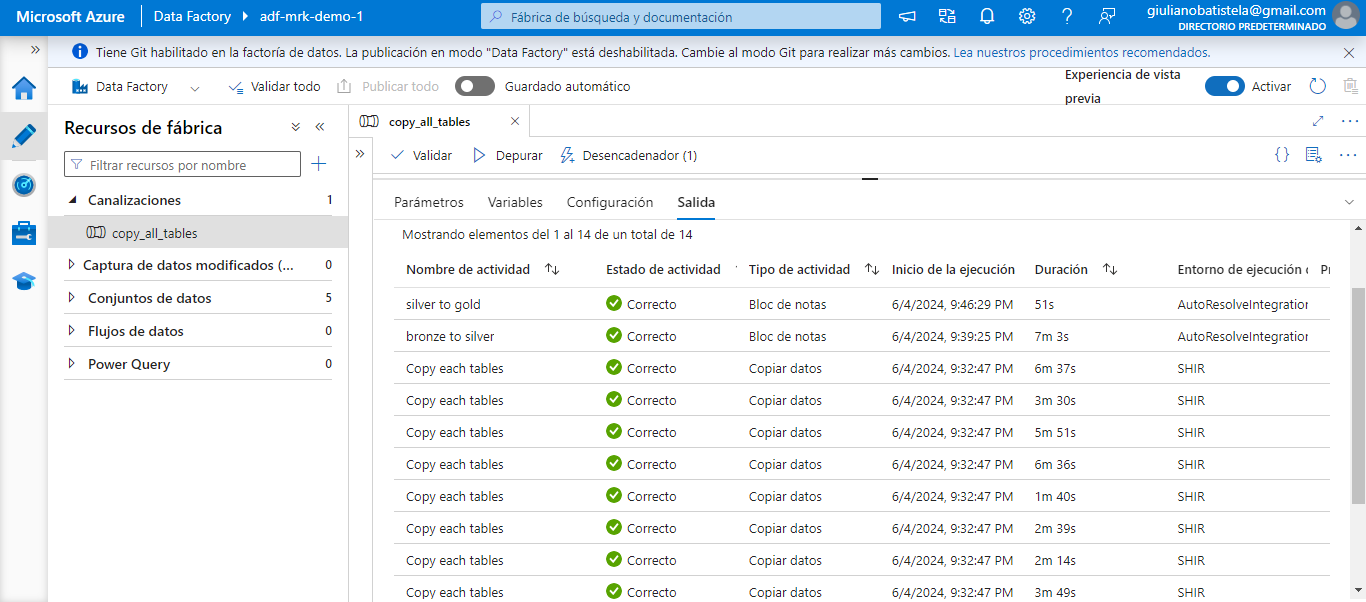 Microsoft Azure Data Factory adf-mrk-demo-1 Fábrica de búsqueda y documentación giulianobatistela@gmail.com
DIRECTORIO PREDETERMINADO
Tiene Git habilitado en la factoría de datos. La publicación en modo "Data Factory" está deshabilitada. Cambie al modo Git para realizar más cambios. Lea nuestros procedimientos recomendados.
Data Factory Validar todo Publicar todo Guardado automático Experiencia de vista previa Activar
Recursos de fábrica
Filtrar recursos por nombre
Canalizaciones 1
copy_all_tables
Captura de datos modificados (... 0
Conjuntos de datos 5
Flujos de datos 0
Power Query 0
copy_all_tables
Validar Depurar Desencadenador (1)
Parámetros Variables Configuración Salida
Mostrando elementos del 1 al 14 de un total de 14
Nombre de actividad Estado de actividad Tipo de actividad Inicio de la ejecución Duración Entorno de ejecución
silver to gold Correcto Bloc de notas 6/4/2024, 9:46:29 PM 51s AutoResolveIntegration
bronze to silver Correcto Bloc de notas 6/4/2024, 9:39:25 PM 7m 3s AutoResolveIntegration
Copy each tables Correcto Copiar datos 6/4/2024, 9:32:47 PM 6m 37s SHIR
Copy each tables Correcto Copiar datos 6/4/2024, 9:32:47 PM 3m 30s SHIR
Copy each tables Correcto Copiar datos 6/4/2024, 9:32:47 PM 5m 51s SHIR
Copy each tables Correcto Copiar datos 6/4/2024, 9:32:47 PM 6m 36s SHIR
Copy each tables Correcto Copiar datos 6/4/2024, 9:32:47 PM 1m 40s SHIR
Copy each tables Correcto Copiar datos 6/4/2024, 9:32:47 PM 2m 39s SHIR
Copy each tables Correcto Copiar datos 6/4/2024, 9:32:47 PM 2m 14s SHIR
Copy each tables Correcto Copiar datos 6/4/2024, 9:32:47 PM 3m 49s SHIR